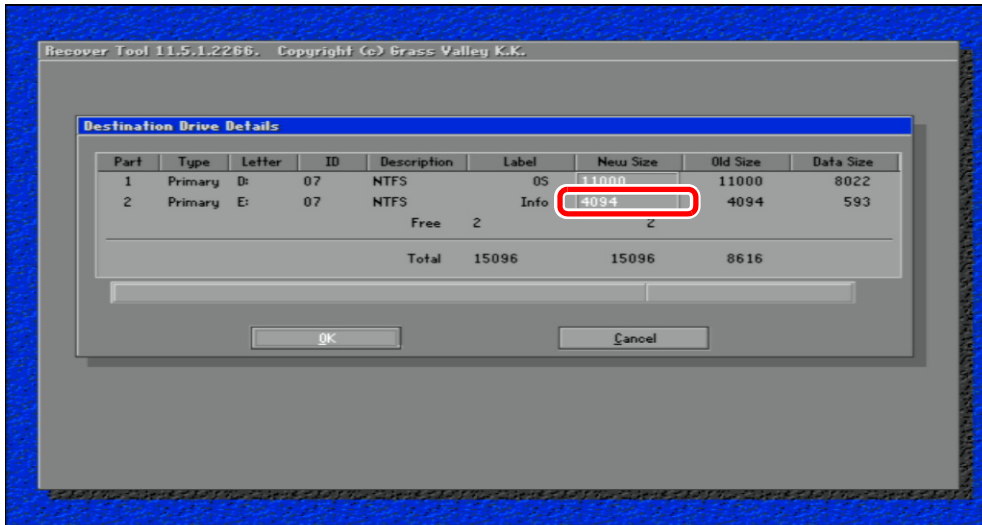 Recover Tool 11.5.1.2266. Copyright (c) Grass Valley K.K.
Destination Drive Details
Part Type Letter ID Description Label New Size Old Size Data Size
1 Primary D: 07 NTFS OS 11000 11000 8022
2 Primary E: 07 NTFS Info 4094 4094 593
Free 2 2
Total 15096 15096 8616
OK Cancel